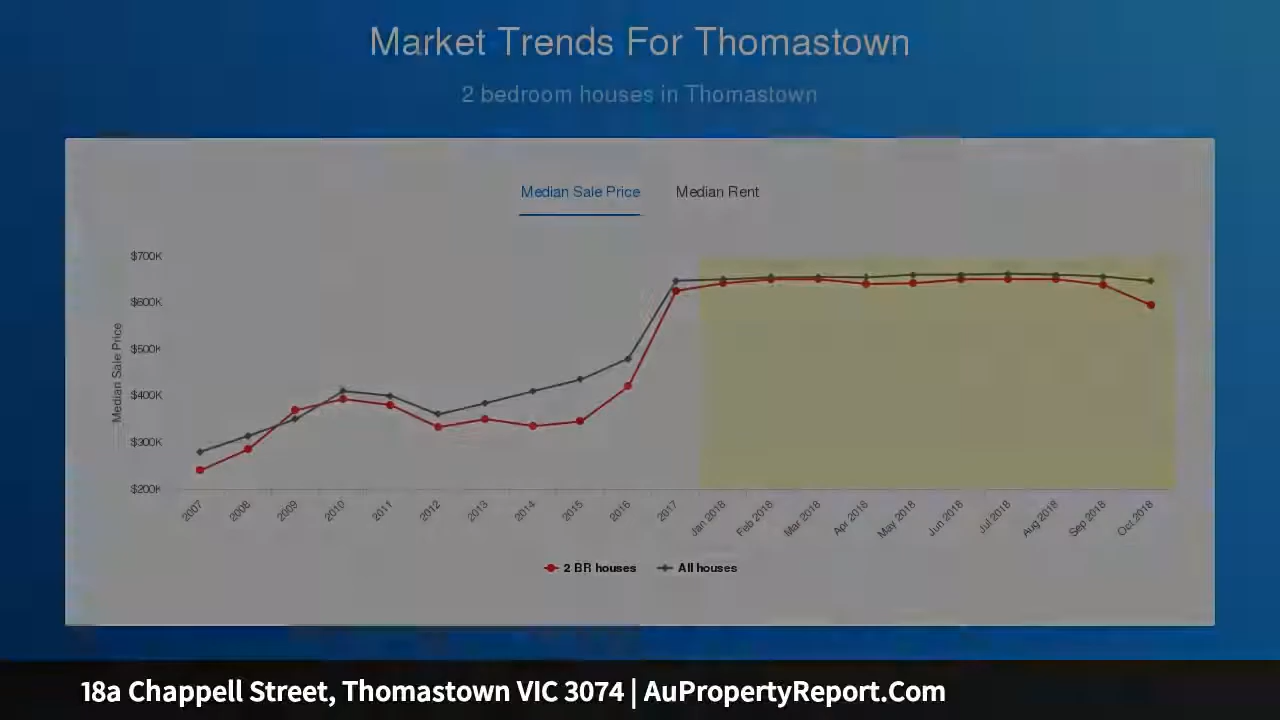 Market Trends For Thomastown
2 bedroom houses in Thomastown
Median Sale Price Median Rent
$700K
$600K
$500K
$400K
$300K
$200K
Median Sale Price
2007 2008 2009 2010 2011 2012 2013 2014 2015 2016 2017 Jan 2018 Feb 2018 Mar 2018 Apr 2018 May 2018 Jun 2018 Jul 2018 Aug 2018 Sep 2018 Oct 2018
2 BR houses All houses
18a Chappell Street, Thomastown VIC 3074 | AuPropertyReport.Com